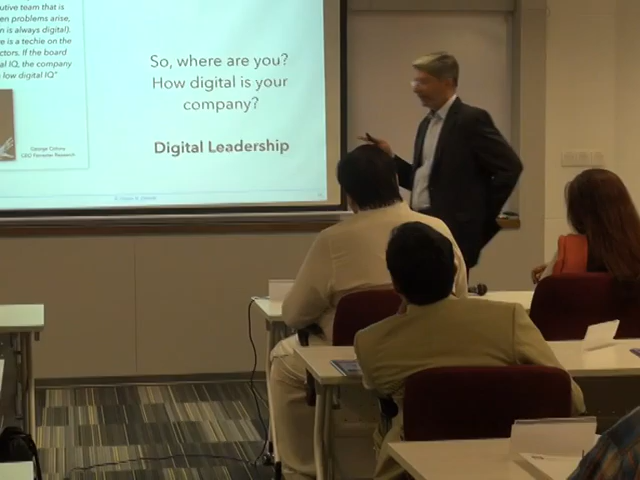 utive team that is
en problems arise,
n is always digital).
e is a techie on the
ctors. If the board
al IQ, the company
low digital IQ"
George Colony
CEO Forrester Research
So, where are you?
How digital is your
company?
Digital Leadership